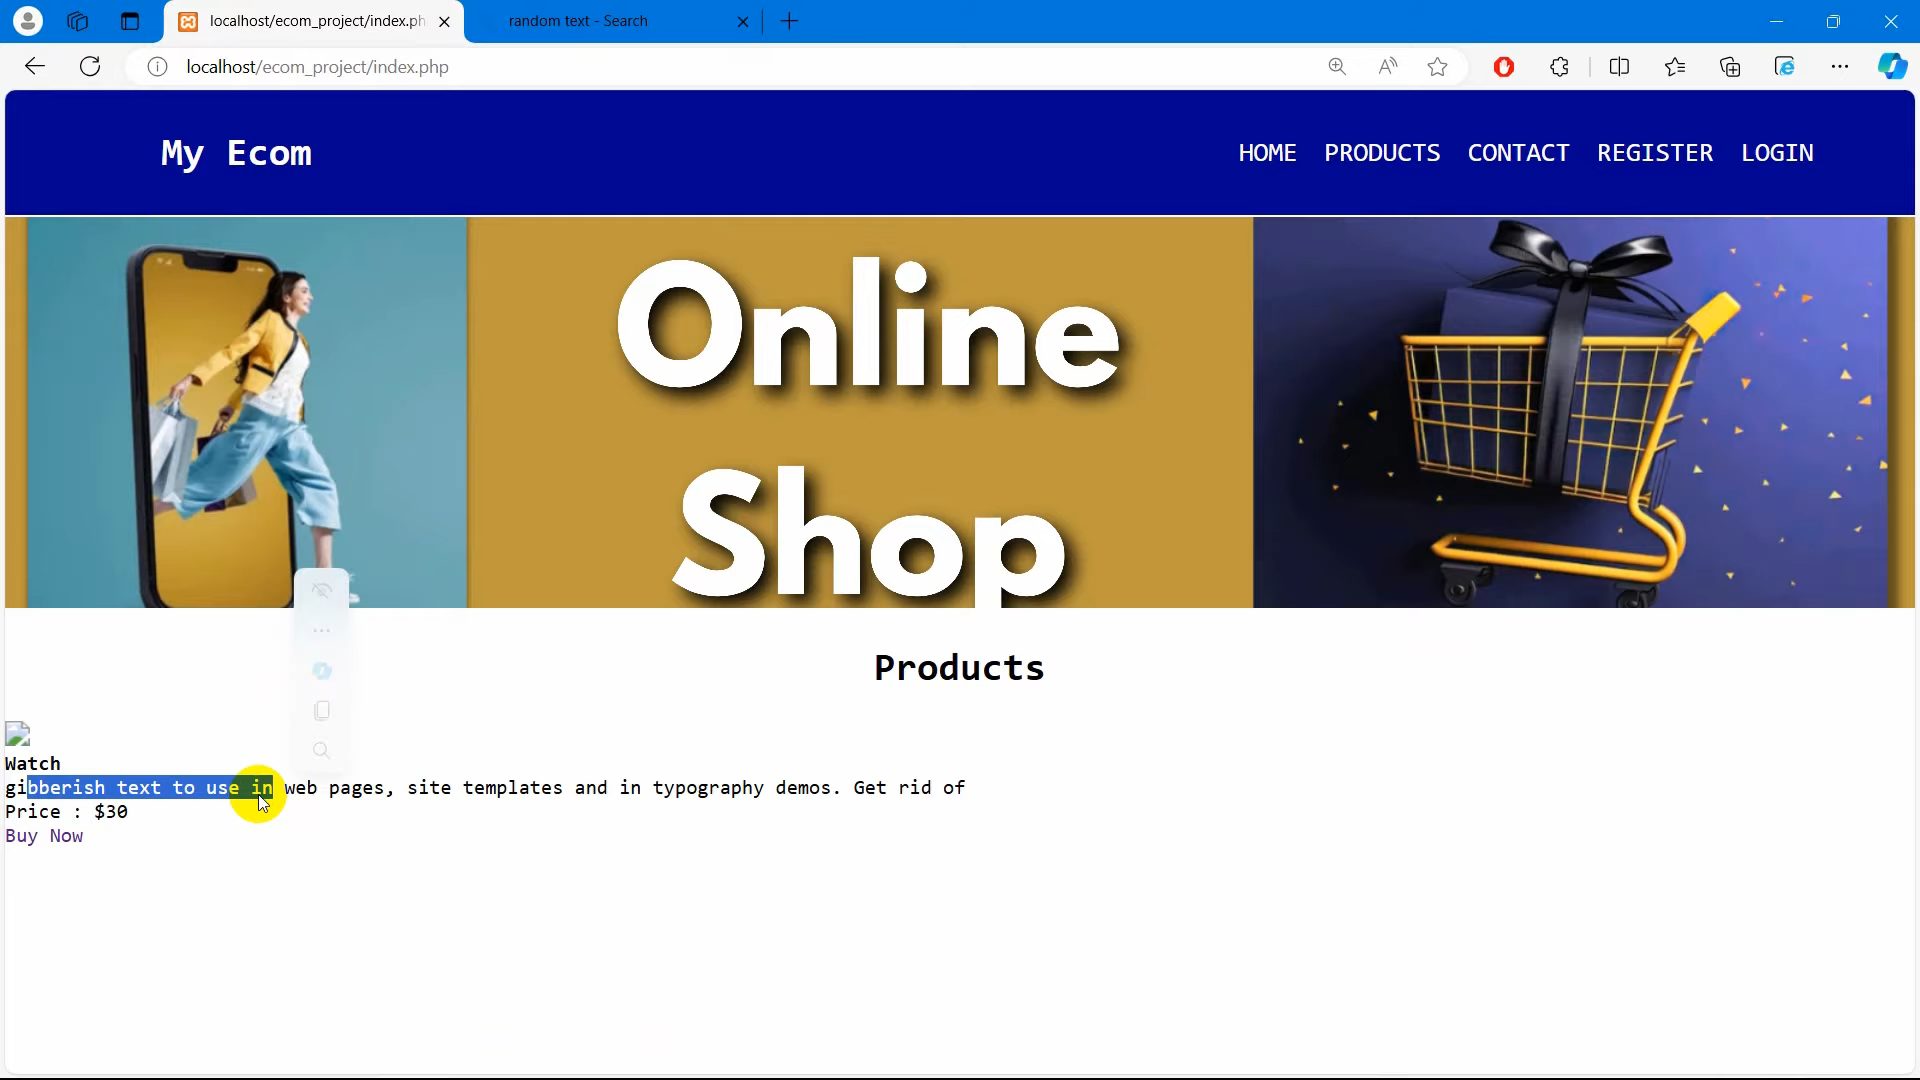 localhost/ecom_project/index.ph
random text - Search
localhost/ecom_project/index.php
My Ecom
HOME PRODUCTS CONTACT REGISTER LOGIN
Online
Shop
Products
Watch
gibberish text to use in web pages, site templates and in typography demos. Get rid of
Price : $30
Buy Now